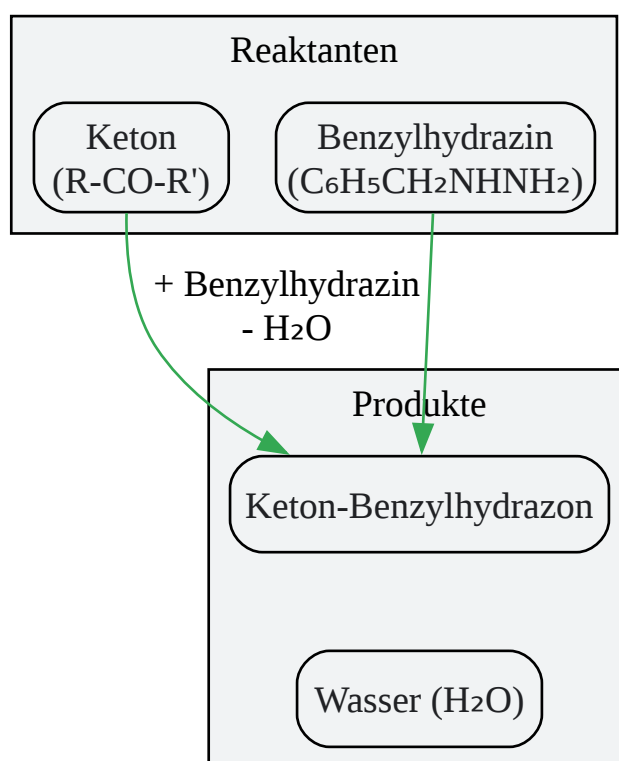 Reaktanten
Keton
(R-CO-R')
Benzylhydrazin
(C₆H₅CH₂NHNH₂)
+ Benzylhydrazin
- H₂O
Produkte
Keton-Benzylhydrazon
Wasser (H₂O)